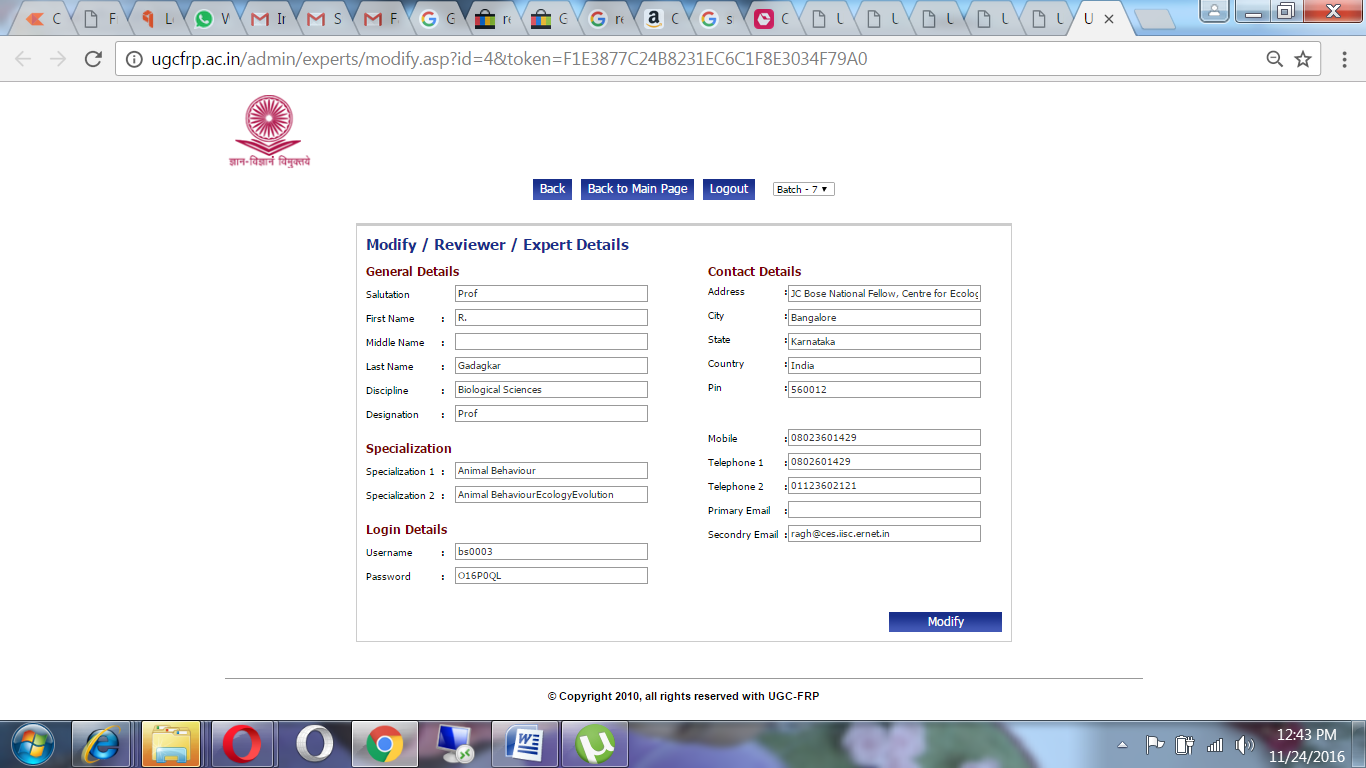 C F L W In S F G re G re C s C U U U U U U
ugcfrp.ac.in/admin/experts/modify.asp?id=4&token=F1E3877C24B8231EC6C1F8E3034F79A0
ज्ञान-विज्ञानं विमुक्तये
Back Back to Main Page Logout Batch - 7
Modify / Reviewer / Expert Details
General Details
Salutation Prof
First Name : R.
Middle Name :
Last Name : Gadagkar
Discipline : Biological Sciences
Designation : Prof
Specialization
Specialization 1 : Animal Behaviour
Specialization 2 : Animal BehaviourEcologyEvolution
Login Details
Username : bs0003
Password : O16P0QL
Contact Details
Address : JC Bose National Fellow, Centre for Ecolog
City : Bangalore
State : Karnataka
Country : India
Pin : 560012
Mobile : 08023601429
Telephone 1 : 0802601429
Telephone 2 : 01123602121
Primary Email :
Secondry Email : ragh@ces.iisc.ernet.in
Modify
© Copyright 2010, all rights reserved with UGC-FRP
12:43 PM
11/24/2016